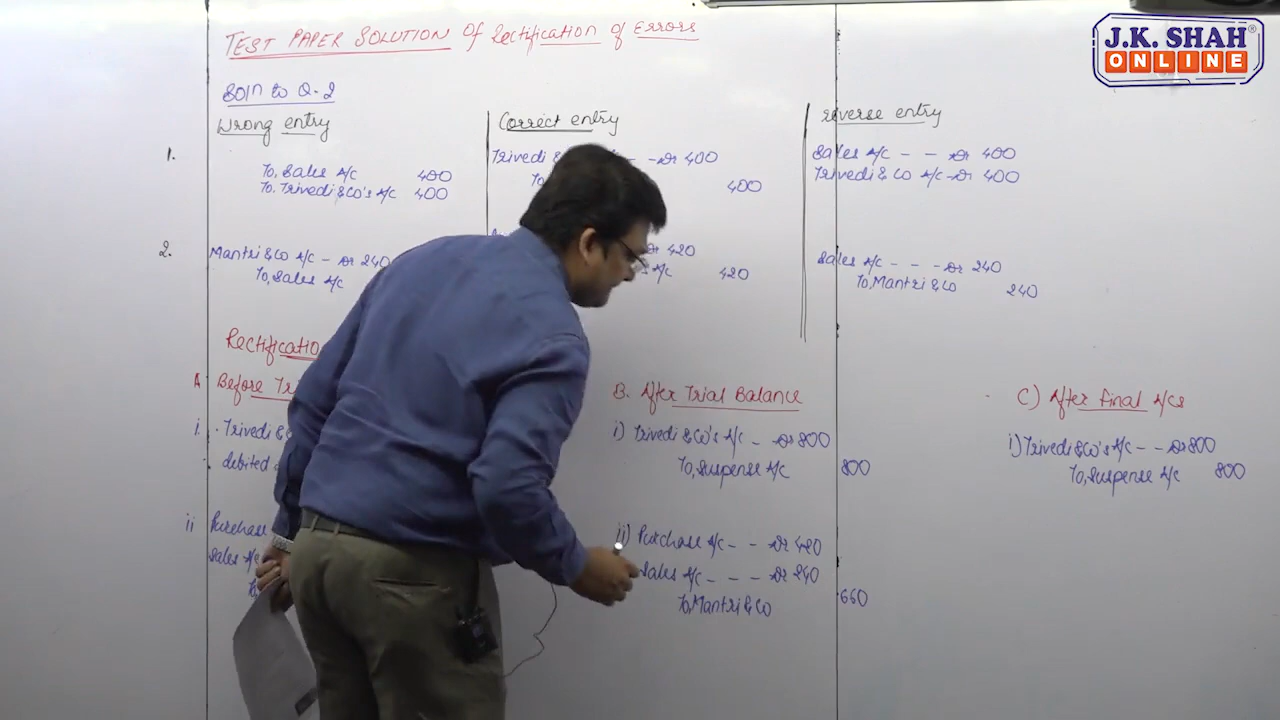 J.K. SHAH®
ONLINE
TEST PAPER SOLUTION Of Rectification of Errors
Soln to Q-2
Wrong entry
Correct entry
reverse entry
1.
To, Sales A/c 400
To, Trivedi & Co's A/c 400
Trivedi & - - Dr 400
To 400
Sales A/c - - Dr 400
Trivedi & Co A/c - Dr 400
2.
Mantri & Co A/c - Dr 240
To, Sales A/c
Dr 420
A/c 420
Sales A/c - - - Dr 240
To, Mantri & Co 240
Rectification
A Before Tri
B. After Trial Balance
C) After Final A/cs
i. Trivedi & Co
debited
i) Trivedi & Co's A/c - Dr 800
To, Suspense A/c 800
i) Trivedi & Co's A/c - - Dr 800
To, Suspense A/c 800
ii Purchase
Sales A/c
ii) Purchase A/c - - Dr 420
Sales A/c - - - Dr 240
To, Mantri & Co 660